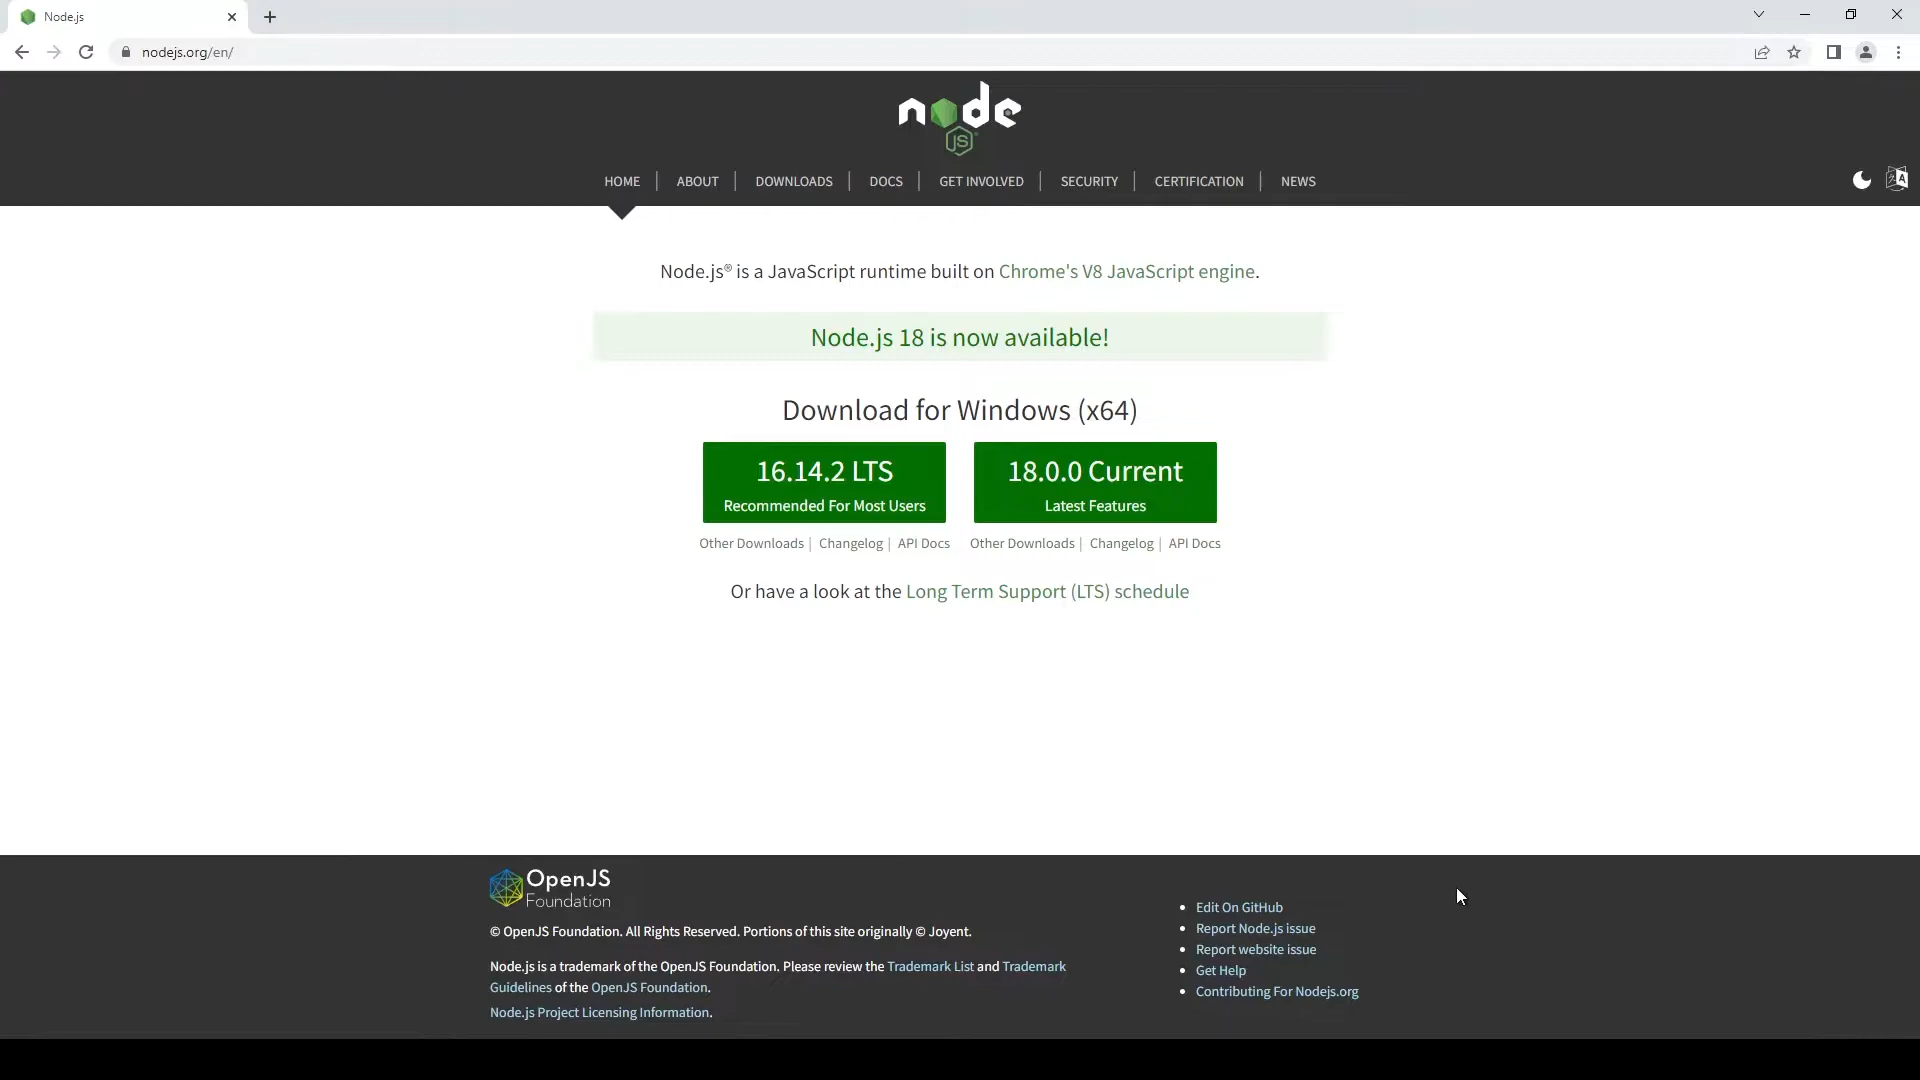 Node.js
nodejs.org/en/
node
JS
HOME | ABOUT | DOWNLOADS | DOCS | GET INVOLVED | SECURITY | CERTIFICATION | NEWS
Node.js® is a JavaScript runtime built on Chrome's V8 JavaScript engine.
Node.js 18 is now available!
Download for Windows (x64)
16.14.2 LTS
Recommended For Most Users
18.0.0 Current
Latest Features
Other Downloads | Changelog | API Docs
Other Downloads | Changelog | API Docs
Or have a look at the Long Term Support (LTS) schedule
OpenJS
Foundation
© OpenJS Foundation. All Rights Reserved. Portions of this site originally © Joyent.
Node.js is a trademark of the OpenJS Foundation. Please review the Trademark List and Trademark
Guidelines of the OpenJS Foundation.
Node.js Project Licensing Information.
Edit On GitHub
Report Node.js issue
Report website issue
Get Help
Contributing For Nodejs.org